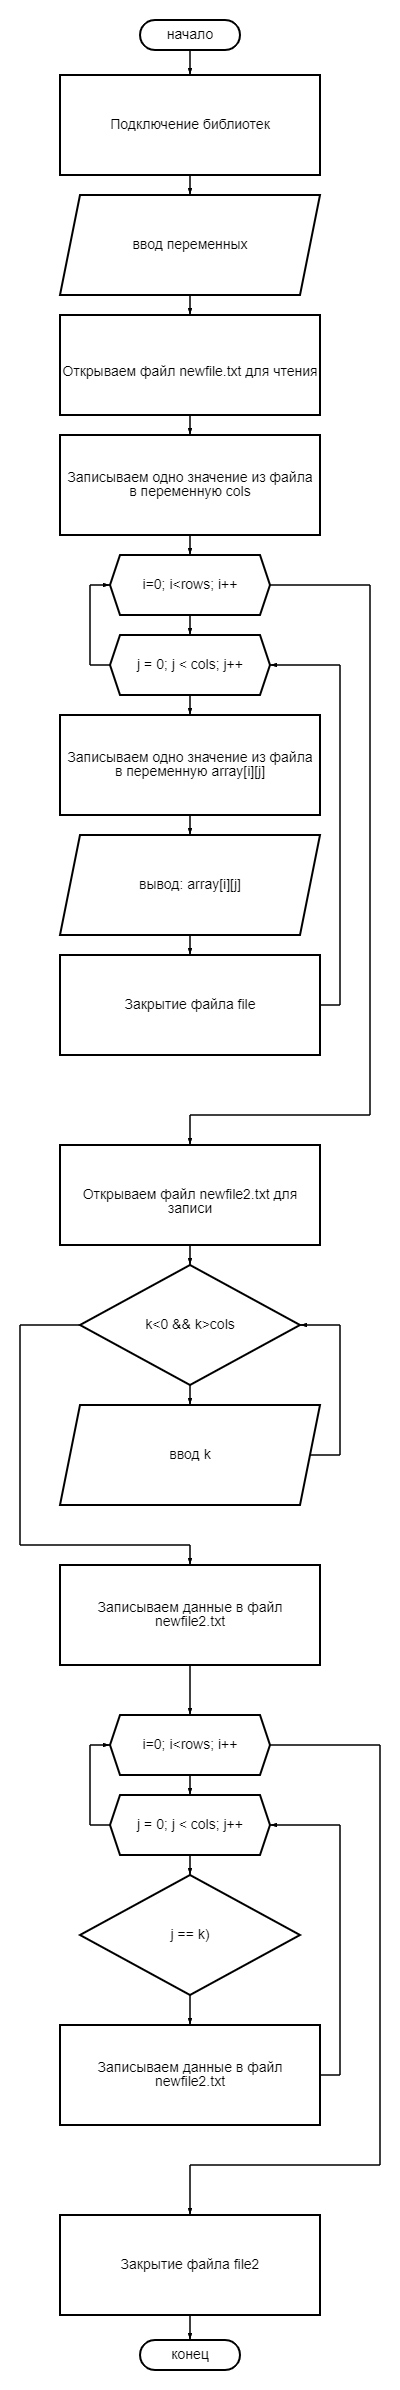 начало
Подключение библиотек
ввод переменных
Открываем файл newfile.txt для чтения
Записываем одно значение из файла
в переменную cols
i=0; i<rows; i++
j = 0; j < cols; j++
Записываем одно значение из файла
в переменную array[i][j]
вывод: array[i][j]
Закрытие файла file
Открываем файл newfile2.txt для
записи
k<0 && k>cols
ввод k
Записываем данные в файл
newfile2.txt
i=0; i<rows; i++
j = 0; j < cols; j++
j == k)
Записываем данные в файл
newfile2.txt
Закрытие файла file2
конец